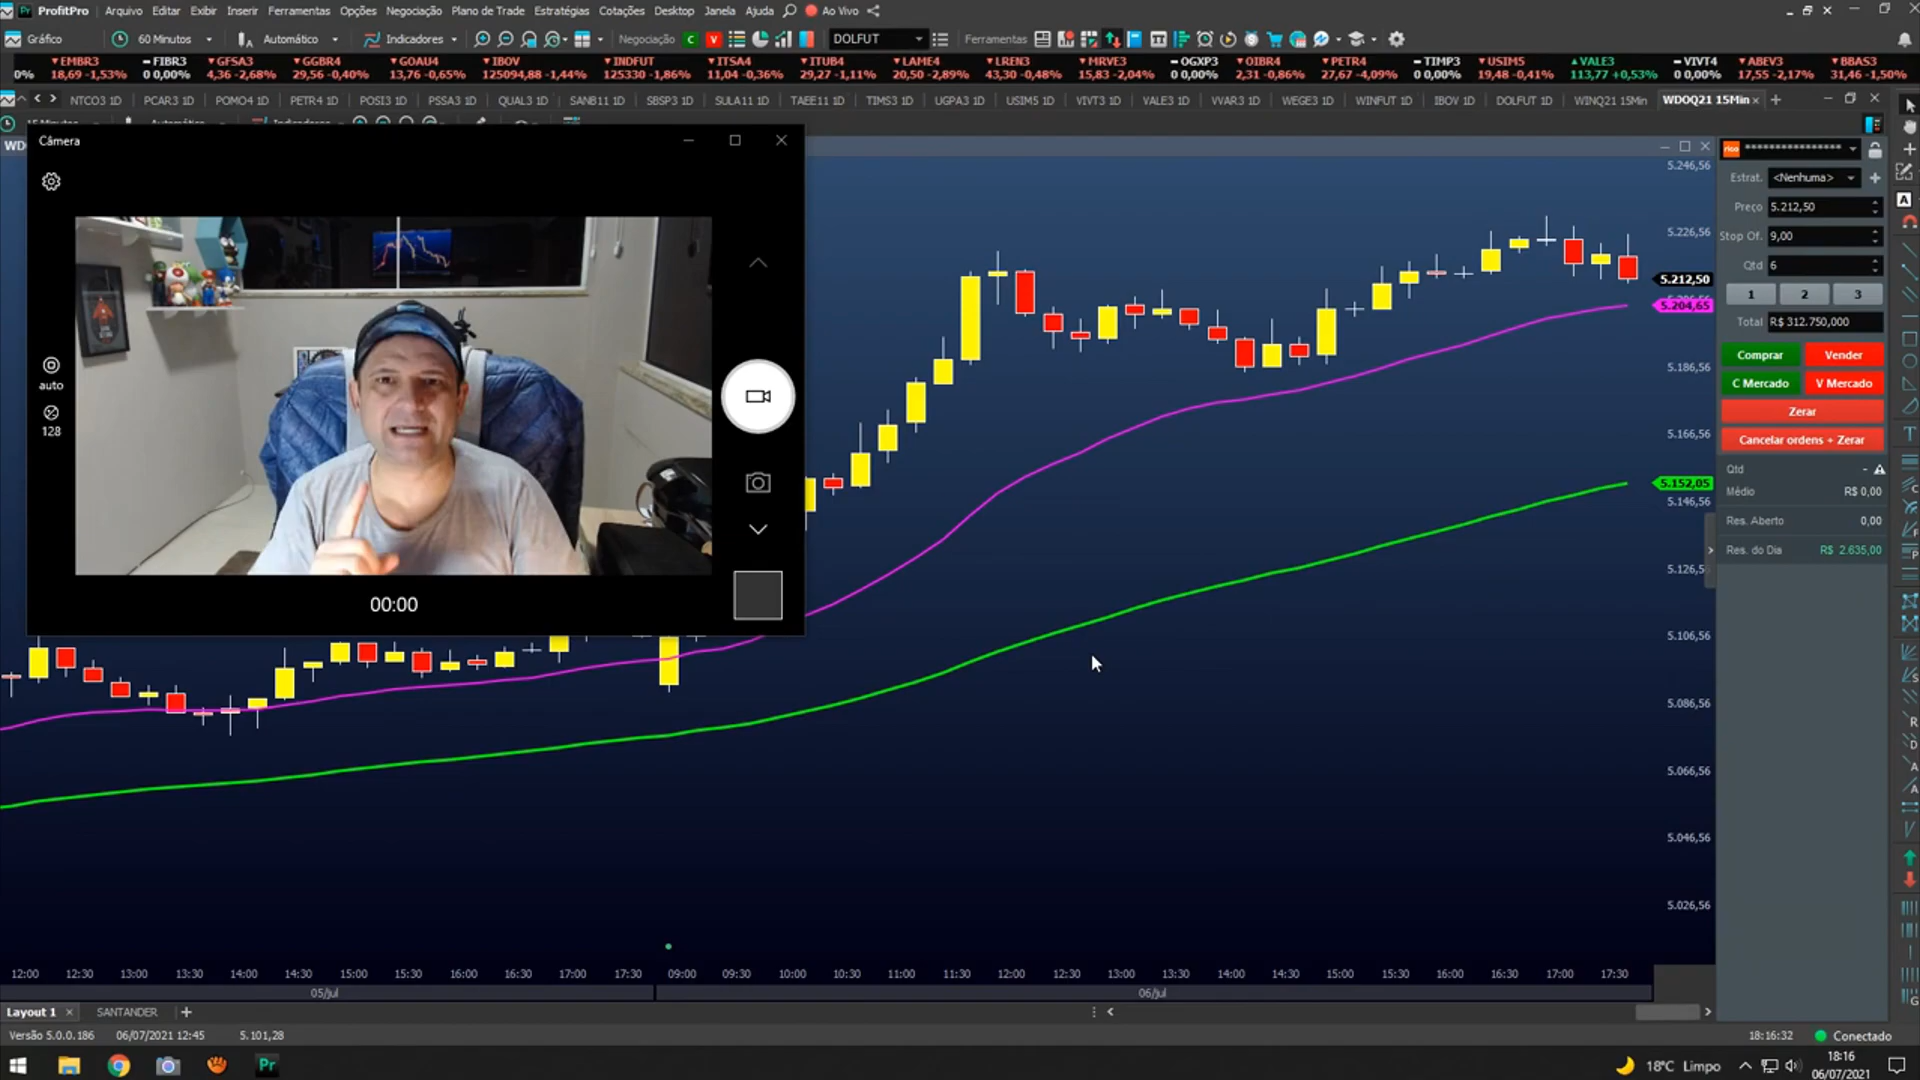 ProfitPro Arquivo Editar Exibir Inserir Ferramentas Opções Negociação Plano de Trade Estratégias Cotações Desktop Janela Ajuda Ao Vivo
Gráfico 60 Minutos Automático Indicadores Negociação C V DOLFUT Ferramentas
EMBR3 FIBR3 GFSA3 GGBR4 GOAU4 IBOV INDFUT ITSA4 ITUB4 LAME4 LREN3 MRVE3 OGXP3 OIBR4 PETR4 TIMP3 USIM5 VALE3 VIVT4 ABEV3 BBAS3
0% 18,69 -1,53% 0 0,00% 4,36 -2,68% 29,56 -0,40% 13,76 -0,65% 125094,88 -1,44% 125330 -1,86% 11,04 -0,36% 29,27 -1,11% 20,50 -2,89% 43,30 -0,48% 15,83 -2,04% 0 0,00% 2,31 -0,86% 27,67 -4,09% 0 0,00% 19,48 -0,41% 113,77 +0,53% 0 0,00% 17,55 -2,17% 31,46 -1,50%
NTCO3 1D PCAR3 1D POMO4 1D PETR4 1D POSI3 1D PSSA3 1D QUAL3 1D SANB11 1D SBSP3 1D SULA11 1D TAEE11 1D TIMS3 1D UGPA3 1D USIM5 1D VIVT3 1D VALE3 1D VVAR3 1D WEGE3 1D WINFUT 1D IBOV 1D DOLFUT 1D WINQ21 15Min WDOQ21 15Min
Câmera
WD
auto
128
00:00
5.246,56
5.226,56
5.212,50
5.204,65
5.186,56
5.166,56
5.152,05
5.146,56
5.126,5
5.106,56
5.086,56
5.066,56
5.046,56
5.026,56
rico ****************
Estrat. <Nenhuma>
Preço 5.212,50
Stop Of. 9,00
Qtd 6
1 2 3
Total R$ 312.750,000
Comprar Vender
C Mercado V Mercado
Zerar
Cancelar ordens + Zerar
Qtd -
Médio R$ 0,00
Res. Aberto 0,00
Res. do Dia R$ 2.635,00
12:00 12:30 13:00 13:30 14:00 14:30 15:00 15:30 16:00 16:30 17:00 17:30 09:00 09:30 10:00 10:30 11:00 11:30 12:00 12:30 13:00 13:30 14:00 14:30 15:00 15:30 16:00 16:30 17:00 17:30
05/jul 06/jul
Layout 1 SANTANDER
Versão 5.0.0.186 06/07/2021 12:45 5.101,28 18:16:32 Conectado
Pr 18°C Limpo 18:16
06/07/2021